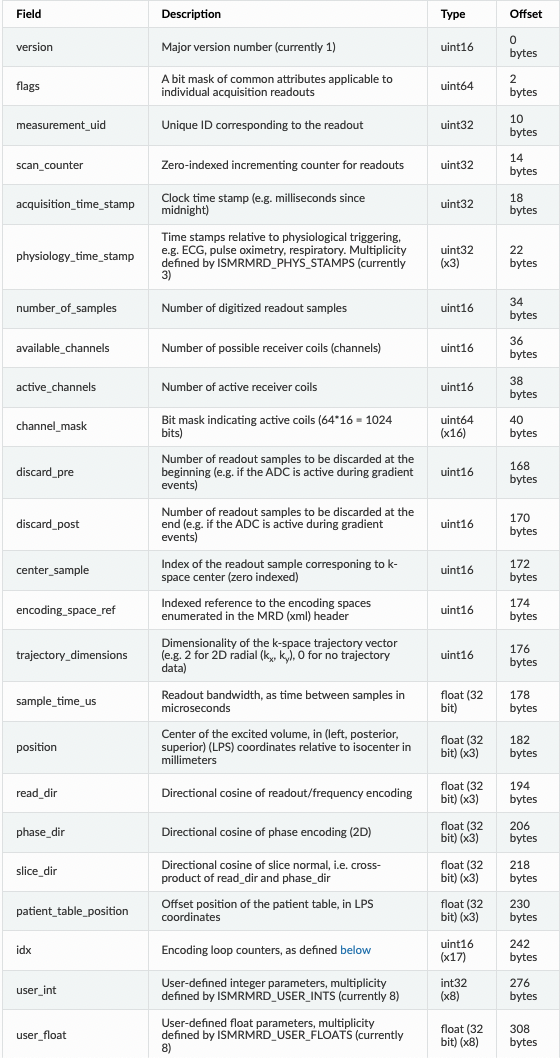 Field Description Type Offset
version Major version number (currently 1) uint16 0
bytes
flags A bit mask of common attributes applicable to
individual acquisition readouts uint64 2
bytes
measurement_uid Unique ID corresponding to the readout uint32 10
bytes
scan_counter Zero-indexed incrementing counter for readouts uint32 14
bytes
acquisition_time_stamp Clock time stamp (e.g. milliseconds since
midnight) uint32 18
bytes
physiology_time_stamp Time stamps relative to physiological triggering,
e.g. ECG, pulse oximetry, respiratory. Multiplicity
defined by ISMRMRD_PHYS_STAMPS (currently
3) uint32
(x3) 22
bytes
number_of_samples Number of digitized readout samples uint16 34
bytes
available_channels Number of possible receiver coils (channels) uint16 36
bytes
active_channels Number of active receiver coils uint16 38
bytes
channel_mask Bit mask indicating active coils (64*16 = 1024
bits) uint64
(x16) 40
bytes
discard_pre Number of readout samples to be discarded at the
beginning (e.g. if the ADC is active during gradient
events) uint16 168
bytes
discard_post Number of readout samples to be discarded at the
end (e.g. if the ADC is active during gradient
events) uint16 170
bytes
center_sample Index of the readout sample corresponing to k-
space center (zero indexed) uint16 172
bytes
encoding_space_ref Indexed reference to the encoding spaces
enumerated in the MRD (xml) header uint16 174
bytes
trajectory_dimensions Dimensionality of the k-space trajectory vector
(e.g. 2 for 2D radial (kx, ky), 0 for no trajectory
data) uint16 176
bytes
sample_time_us Readout bandwidth, as time between samples in
microseconds float (32
bit) 178
bytes
position Center of the excited volume, in (left, posterior,
superior) (LPS) coordinates relative to isocenter in
millimeters float (32
bit) (x3) 182
bytes
read_dir Directional cosine of readout/frequency encoding float (32
bit) (x3) 194
bytes
phase_dir Directional cosine of phase encoding (2D) float (32
bit) (x3) 206
bytes
slice_dir Directional cosine of slice normal, i.e. cross-
product of read_dir and phase_dir float (32
bit) (x3) 218
bytes
patient_table_position Offset position of the patient table, in LPS
coordinates float (32
bit) (x3) 230
bytes
idx Encoding loop counters, as defined below uint16
(x17) 242
bytes
user_int User-defined integer parameters, multiplicity
defined by ISMRMRD_USER_INTS (currently 8) int32
(x8) 276
bytes
user_float User-defined float parameters, multiplicity
defined by ISMRMRD_USER_FLOATS (currently
8) float (32
bit) (x8) 308
bytes